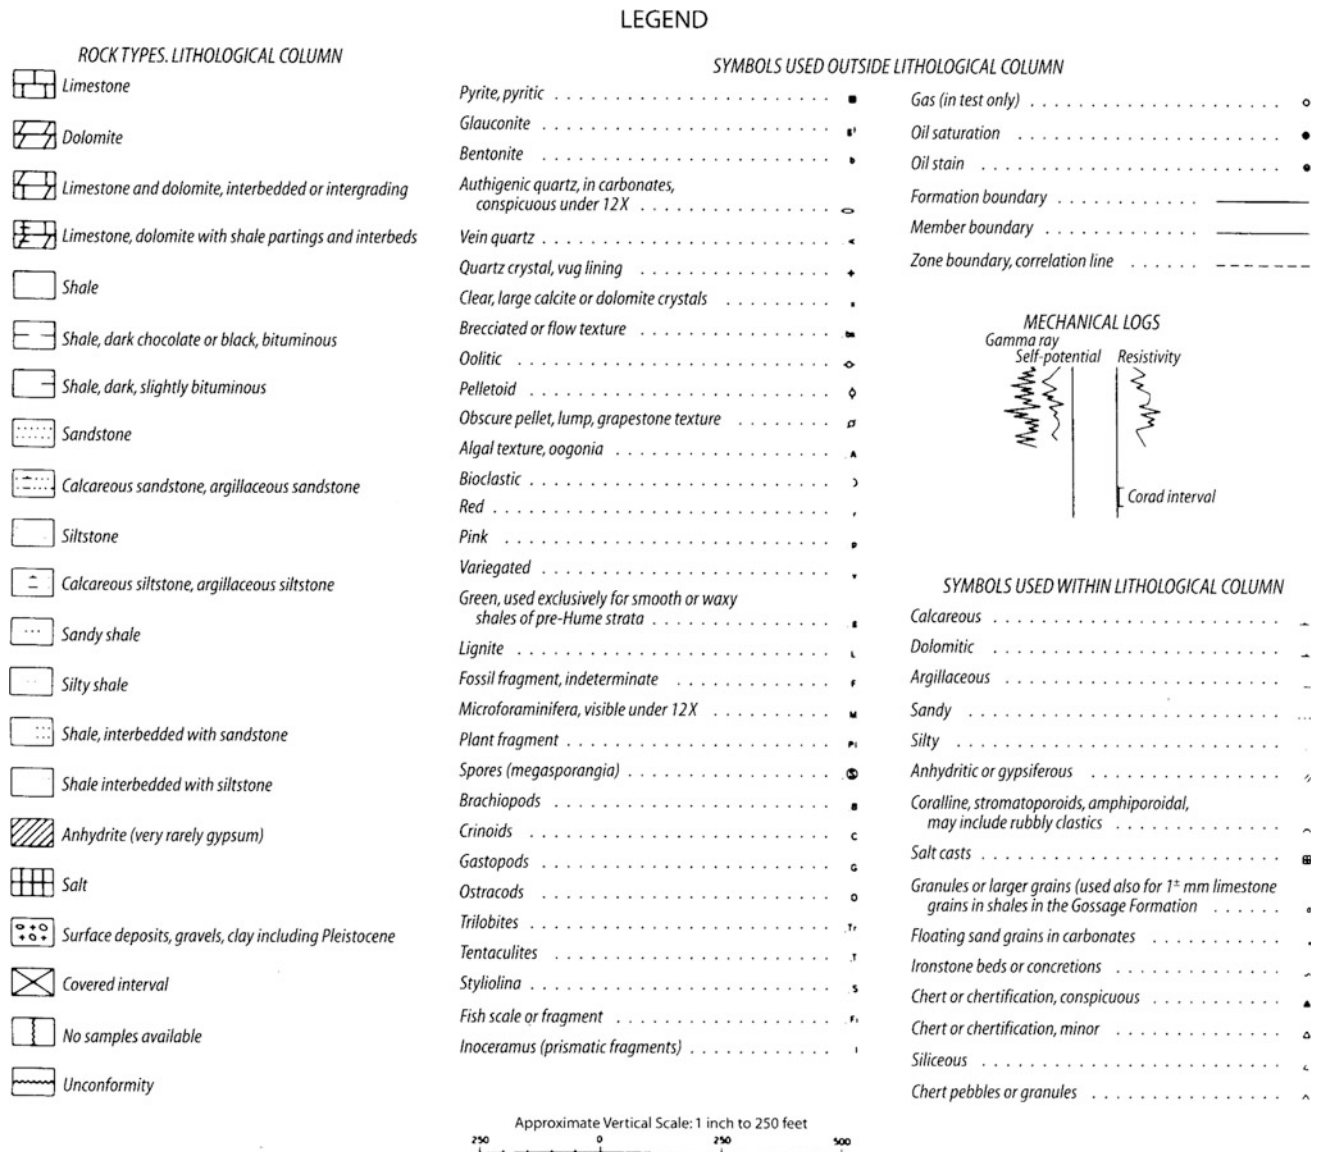 LEGEND
ROCK TYPES. LITHOLOGICAL COLUMN
Limestone
Dolomite
Limestone and dolomite, interbedded or intergrading
Limestone, dolomite with shale partings and interbeds
Shale
Shale, dark chocolate or black, bituminous
Shale, dark, slightly bituminous
Sandstone
Calcareous sandstone, argillaceous sandstone
Siltstone
Calcareous siltstone, argillaceous siltstone
Sandy shale
Silty shale
Shale, interbedded with sandstone
Shale interbedded with siltstone
Anhydrite (very rarely gypsum)
Salt
Surface deposits, gravels, clay including Pleistocene
Covered interval
No samples available
Unconformity
SYMBOLS USED OUTSIDE LITHOLOGICAL COLUMN
Pyrite, pyritic
Glauconite
Bentonite b
Authigenic quartz, in carbonates,
conspicuous under 12X
Vein quartz
Quartz crystal, vug lining
Clear, large calcite or dolomite crystals
Brecciated or flow texture
Oolitic
Pelletoid
Obscure pellet, lump, grapestone texture
Algal texture, oogonia A
Bioclastic
Red r
Pink p
Variegated v
Green, used exclusively for smooth or waxy
shales of pre-Hume strata g
Lignite L
Fossil fragment, indeterminate F
Microforaminifera, visible under 12X M
Plant fragment Pl
Spores (megasporangia) S
Brachiopods B
Crinoids C
Gastopods G
Ostracods O
Trilobites Tr
Tentaculites T
Styliolina S
Fish scale or fragment Fi
Inoceramus (prismatic fragments) I
Gas (in test only)
Oil saturation
Oil stain
Formation boundary
Member boundary
Zone boundary, correlation line
MECHANICAL LOGS
Gamma ray
Self-potential Resistivity
Corad interval
SYMBOLS USED WITHIN LITHOLOGICAL COLUMN
Calcareous
Dolomitic
Argillaceous
Sandy
Silty
Anhydritic or gypsiferous
Coralline, stromatoporoids, amphiporoidal,
may include rubbly clastics
Salt casts
Granules or larger grains (used also for 1± mm limestone
grains in shales in the Gossage Formation
Floating sand grains in carbonates
Ironstone beds or concretions
Chert or chertification, conspicuous
Chert or chertification, minor
Siliceous
Chert pebbles or granules
Approximate Vertical Scale: 1 inch to 250 feet
250 0 250 500